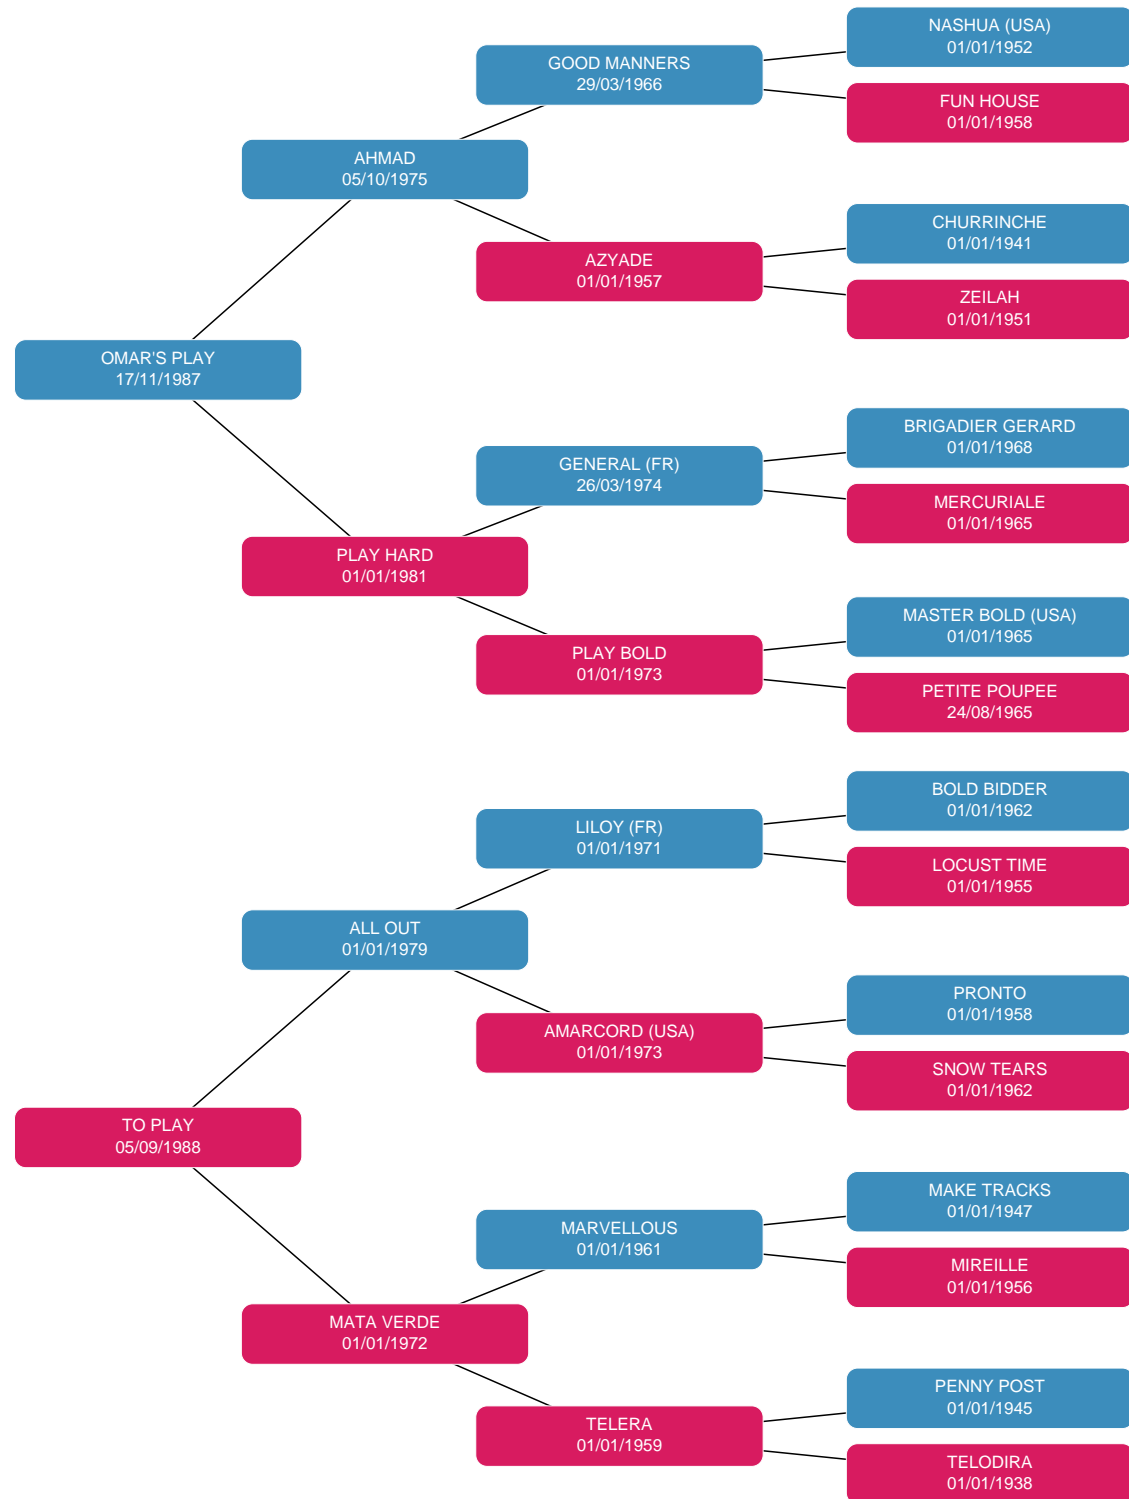 NASHUA (USA)
01/01/1952
GOOD MANNERS
29/03/1966
FUN HOUSE
01/01/1958
AHMAD
05/10/1975
CHURRINCHE
01/01/1941
AZYADE
01/01/1957
ZEILAH
01/01/1951
OMAR'S PLAY
17/11/1987
BRIGADIER GERARD
01/01/1968
GENERAL (FR)
26/03/1974
MERCURIALE
01/01/1965
PLAY HARD
01/01/1981
MASTER BOLD (USA)
01/01/1965
PLAY BOLD
01/01/1973
PETITE POUPEE
24/08/1965
BOLD BIDDER
01/01/1962
LILOY (FR)
01/01/1971
LOCUST TIME
01/01/1955
ALL OUT
01/01/1979
PRONTO
01/01/1958
AMARCORD (USA)
01/01/1973
SNOW TEARS
01/01/1962
TO PLAY
05/09/1988
MAKE TRACKS
01/01/1947
MARVELLOUS
01/01/1961
MIREILLE
01/01/1956
MATA VERDE
01/01/1972
PENNY POST
01/01/1945
TELERA
01/01/1959
TELODIRA
01/01/1938